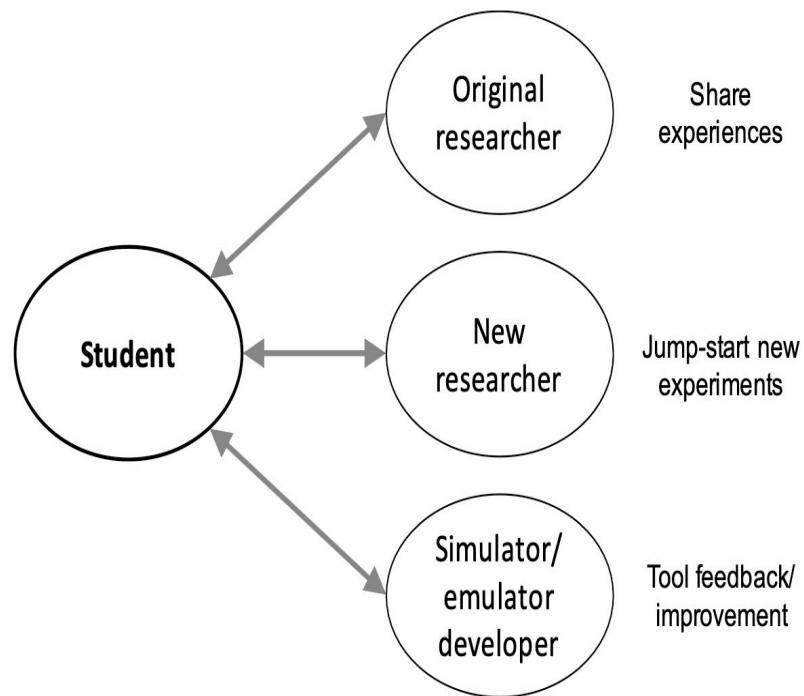 Original
researcher
Share
experiences
Student
New
researcher
Jump-start new
experiments
Simulator/
emulator
developer
Tool feedback/
improvement